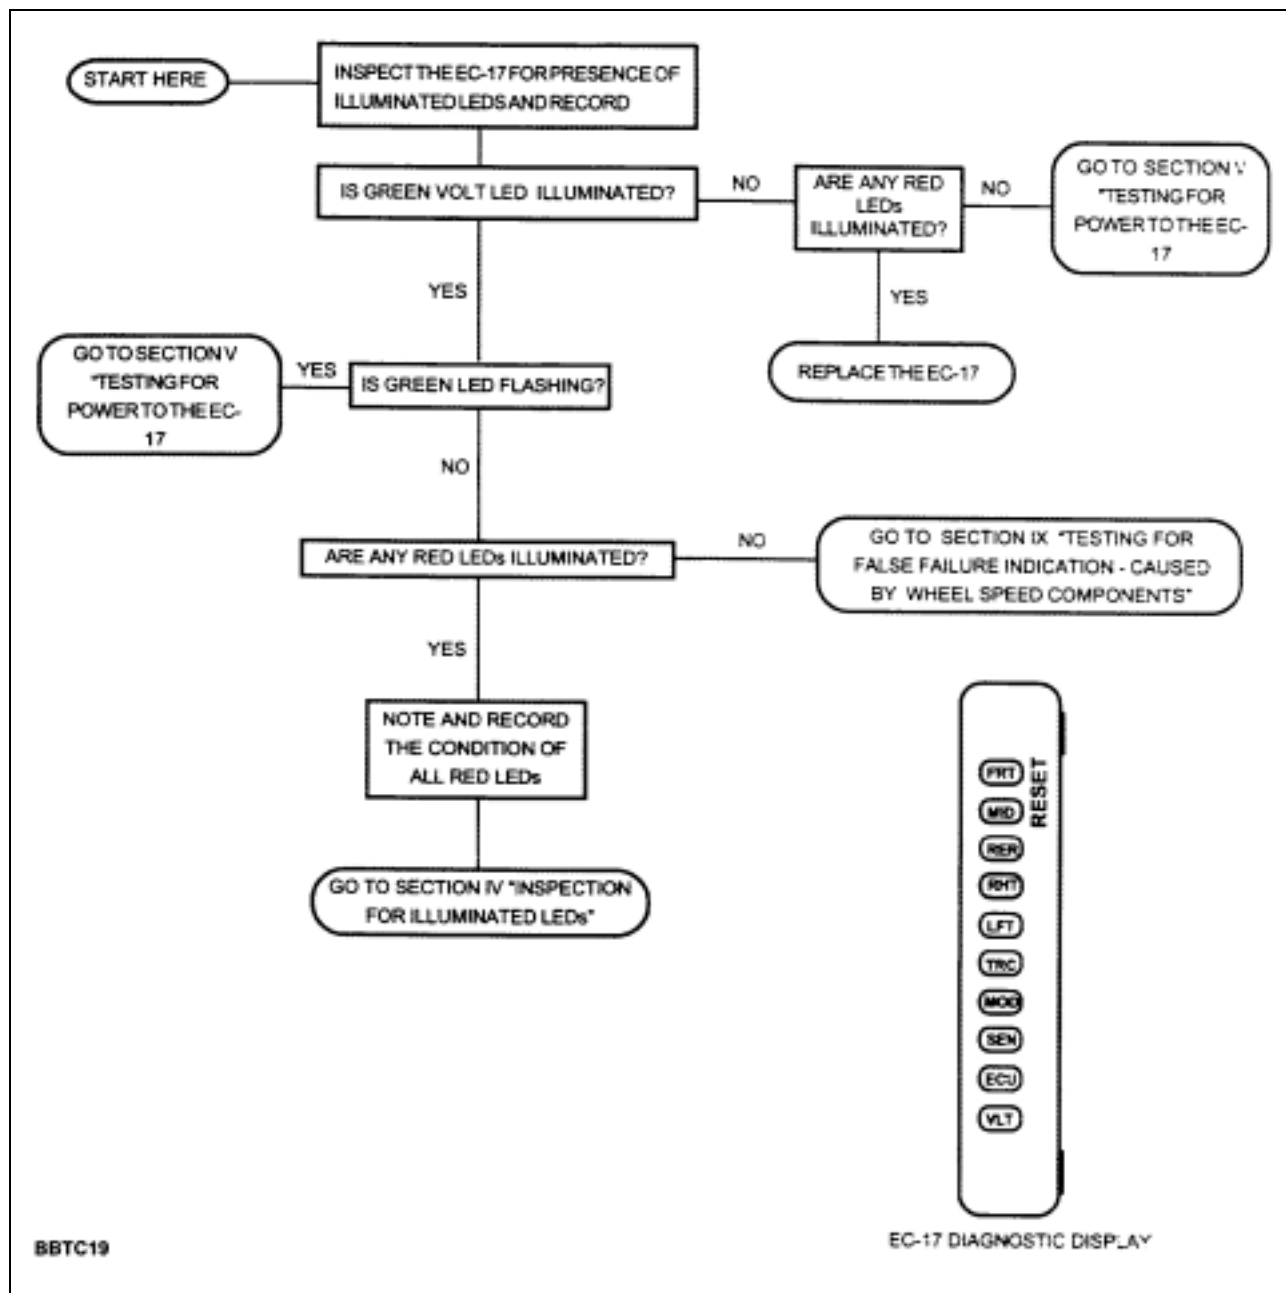 START HERE
INSPECT THE EC-17 FOR PRESENCE OF
ILLUMINATED LEDS AND RECORD
IS GREEN VOLT LED ILLUMINATED?
NO
ARE ANY RED
LEDs
ILLUMINATED?
NO
GO TO SECTION V
"TESTING FOR
POWER TO THE EC-
17
YES
YES
REPLACE THE EC-17
GO TO SECTION V
"TESTING FOR
POWER TO THE EC-
17
YES
IS GREEN LED FLASHING?
NO
ARE ANY RED LEDs ILLUMINATED?
NO
GO TO SECTION IX "TESTING FOR
FALSE FAILURE INDICATION - CAUSED
BY WHEEL SPEED COMPONENTS"
YES
NOTE AND RECORD
THE CONDITION OF
ALL RED LEDs
GO TO SECTION IV "INSPECTION
FOR ILLUMINATED LEDs"
RESET
FRT
MID
RER
RHT
LFT
TRC
MOD
SEN
ECU
VLT
EC-17 DIAGNOSTIC DISPLAY
BBTC19